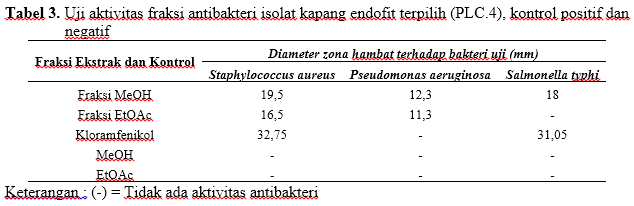 Tabel 3. Uji aktivitas fraksi antibakteri isolat kapang endofit terpilih (PLC.4), kontrol positif dan
negatif
Fraksi Ekstrak dan Kontrol Diameter zona hambat terhadap bakteri uji (mm)
Staphylococcus aureus Pseudomonas aeruginosa Salmonella typhi
Fraksi MeOH 19,5 12,3 18
Fraksi EtOAc 16,5 11,3 -
Kloramfenikol 32,75 - 31,05
MeOH - - -
EtOAc - - -
Keterangan : (-) = Tidak ada aktivitas antibakteri